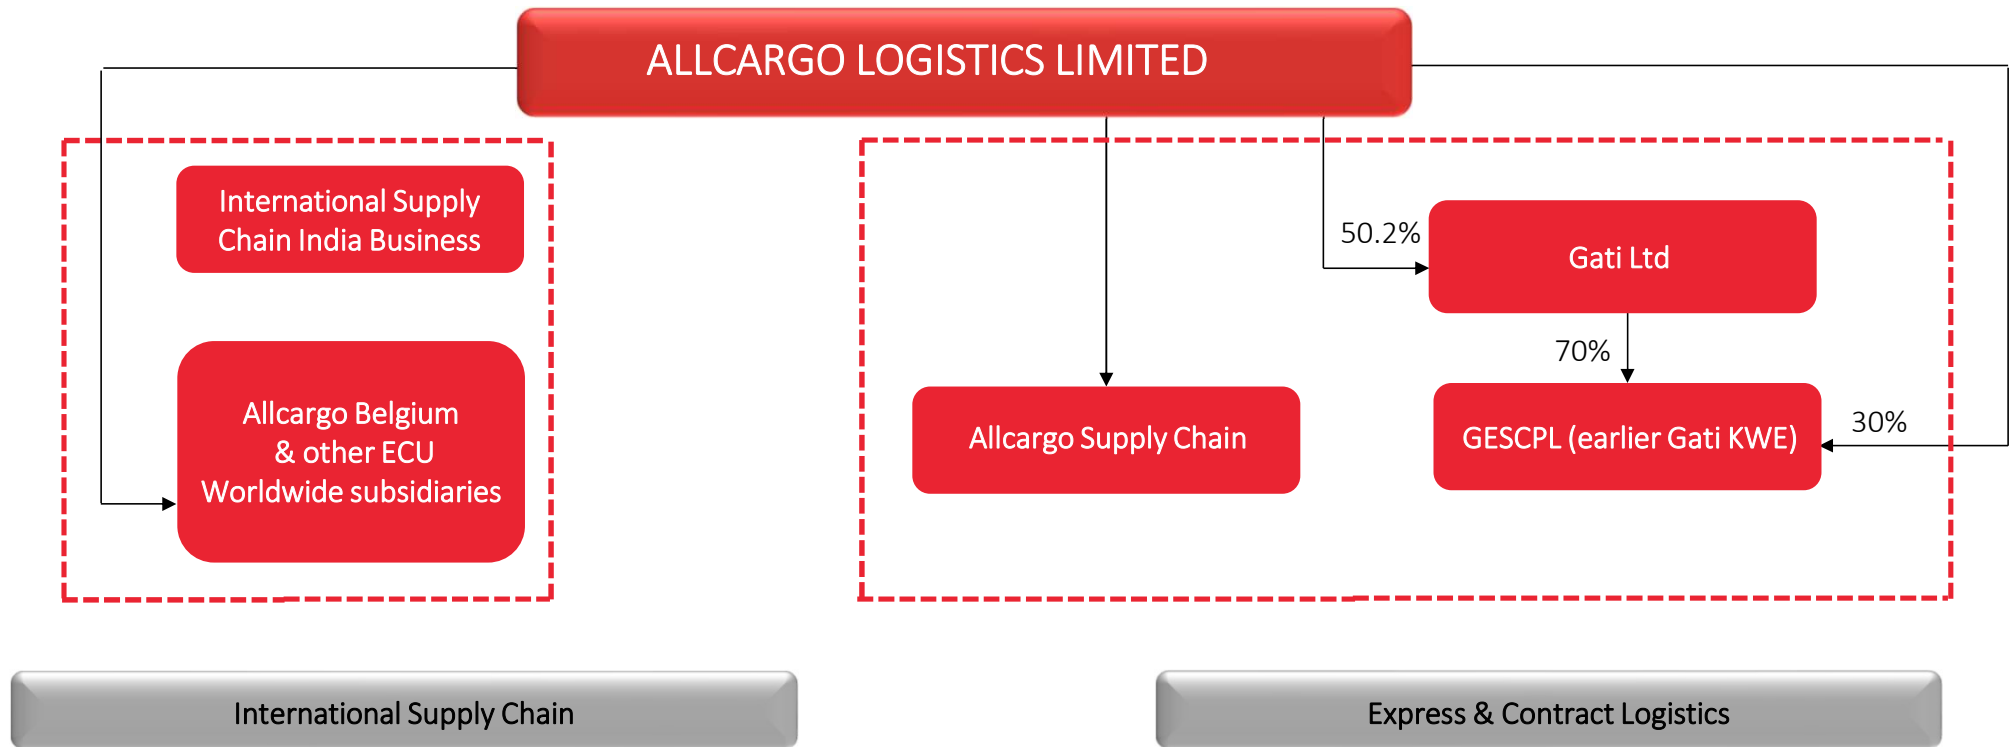 ALLCARGO LOGISTICS LIMITED
International Supply
Chain India Business
Allcargo Belgium
& other ECU
Worldwide subsidiaries
50.2%
Gati Ltd
70%
Allcargo Supply Chain
GESCPL (earlier Gati KWE)
30%
International Supply Chain
Express & Contract Logistics